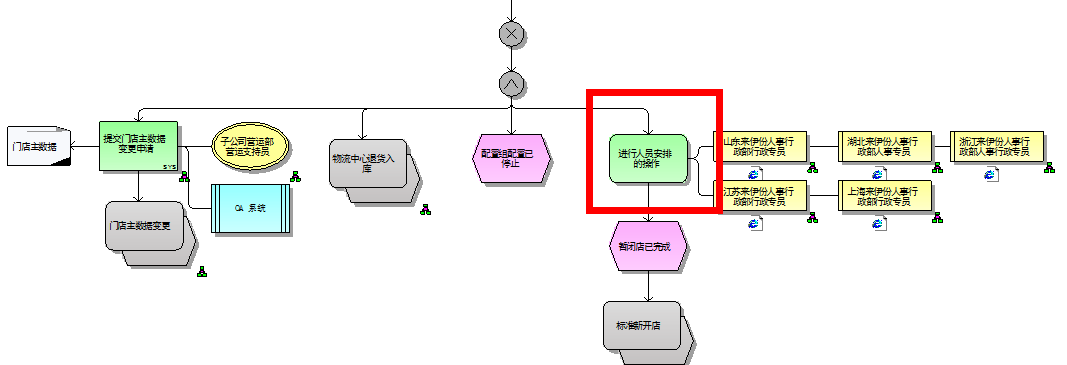 门店主数据
提交门店主数据
变更申请
SYS
子公司营运部
营运支持员
OA 系统
门店主数据变更
物流中心退货入
库
配置组配置已
停止
进行人员安排
的操作
山东来伊份人事行
政部行政专员
湖北来伊份人事行
政部人事专员
浙江来伊份人事行
政部人事行专员
江苏来伊份人事行
政部行政专员
上海来伊份人事行
政部行政专员
暂闭店已完成
标准新开店